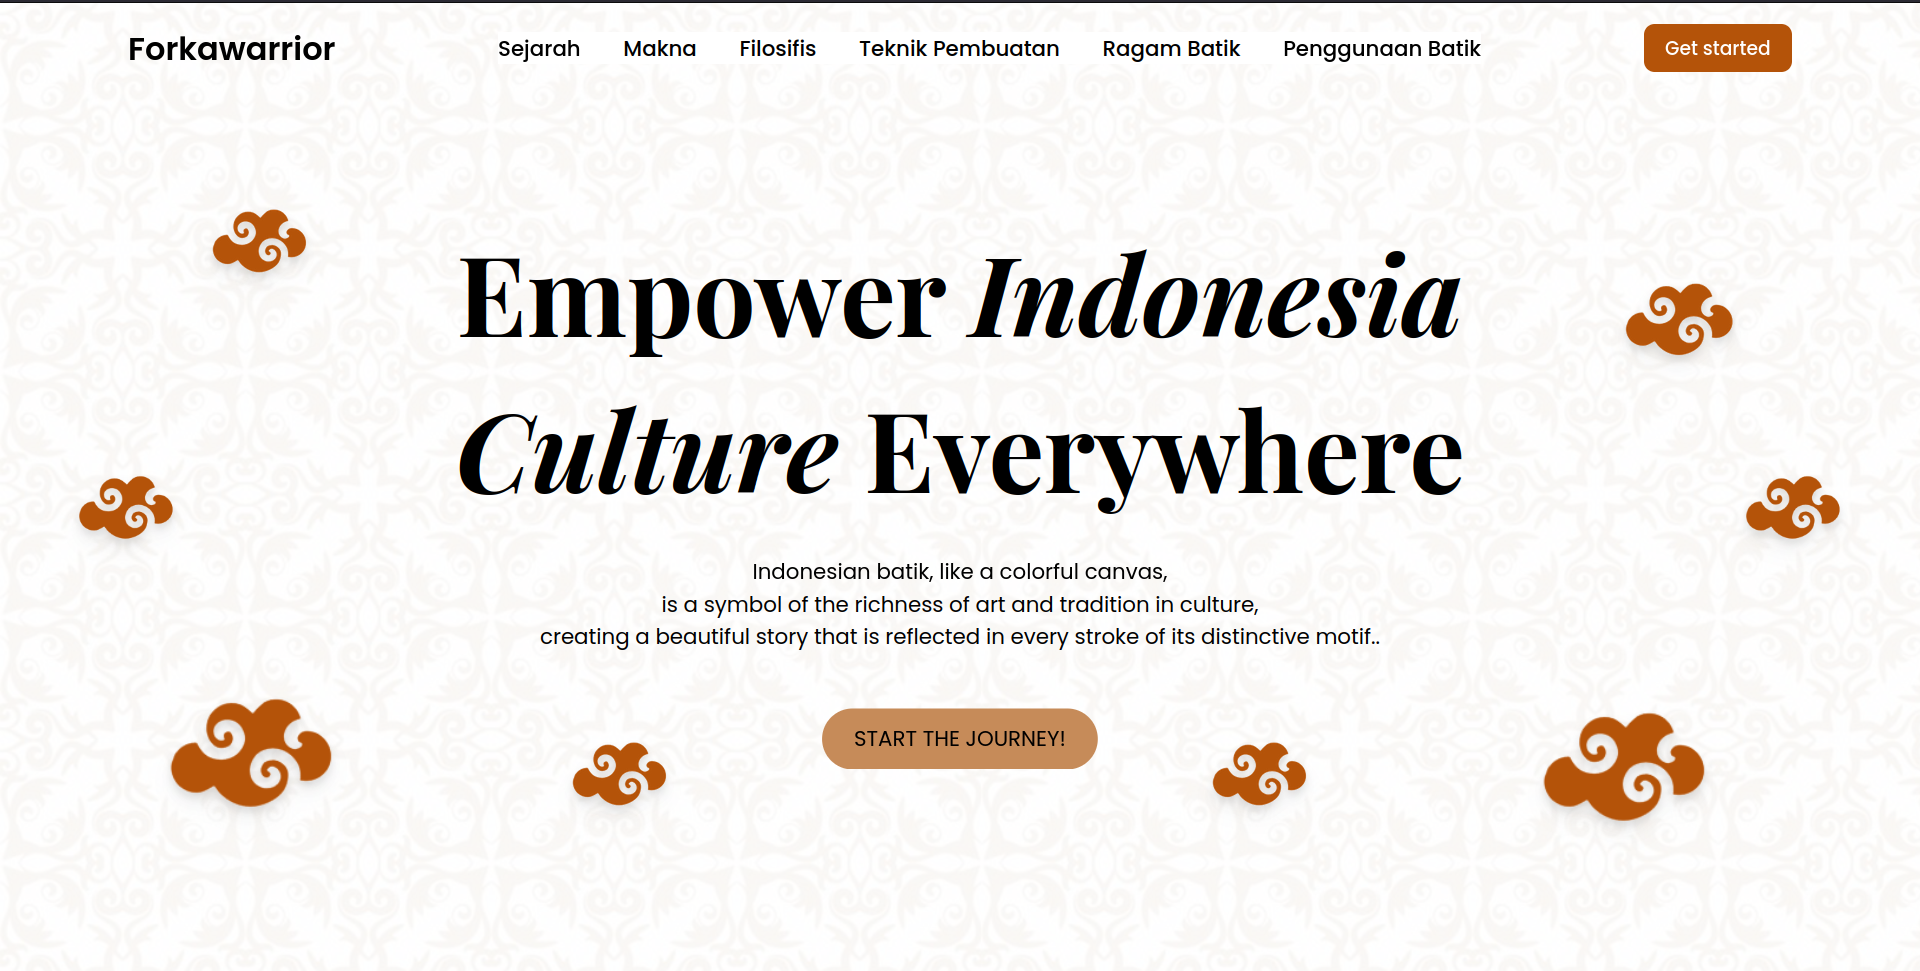 Forkawarrior
Sejarah
Makna
Filosifis
Teknik Pembuatan
Ragam Batik
Penggunaan Batik
Get started
Empower Indonesia
Culture Everywhere
Indonesian batik, like a colorful canvas,
is a symbol of the richness of art and tradition in culture,
creating a beautiful story that is reflected in every stroke of its distinctive motif..
START THE JOURNEY!